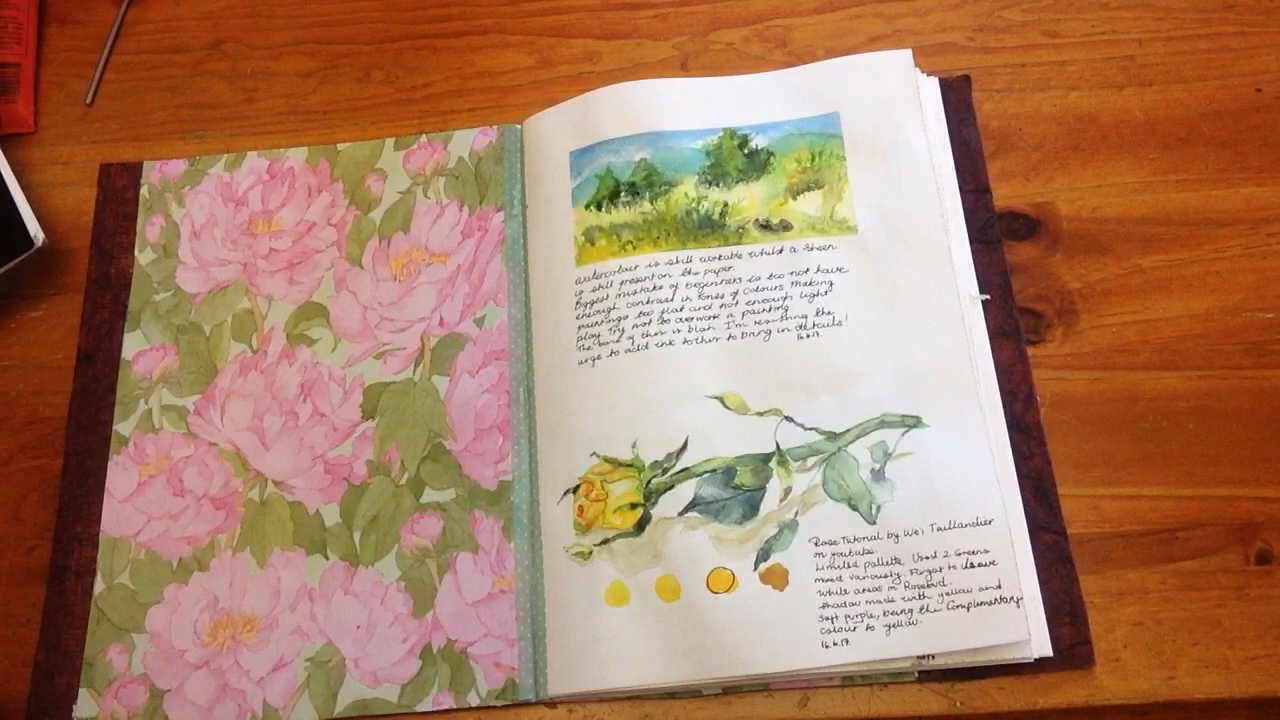 Watercolour is still workable whilst a sheen
is still present on the paper
Biggest mistake of beginners is too not have
enough contrast in tones of colours making
paintings too flat and not enough light
play. Try not to overwork a painting
The bane of this is blah I'm resisting the
urge to add ink to this to bring in details!
16.6.17.
Rose Tutorial by Wei Taillandier
on youtube.
Limited pallette Used 2 Greens
mixed variously. Forgot to leave
white areas in Rosebud.
Shadow made with yellow and
soft purple, being the Complimentary
colour to yellow.
16.6.17